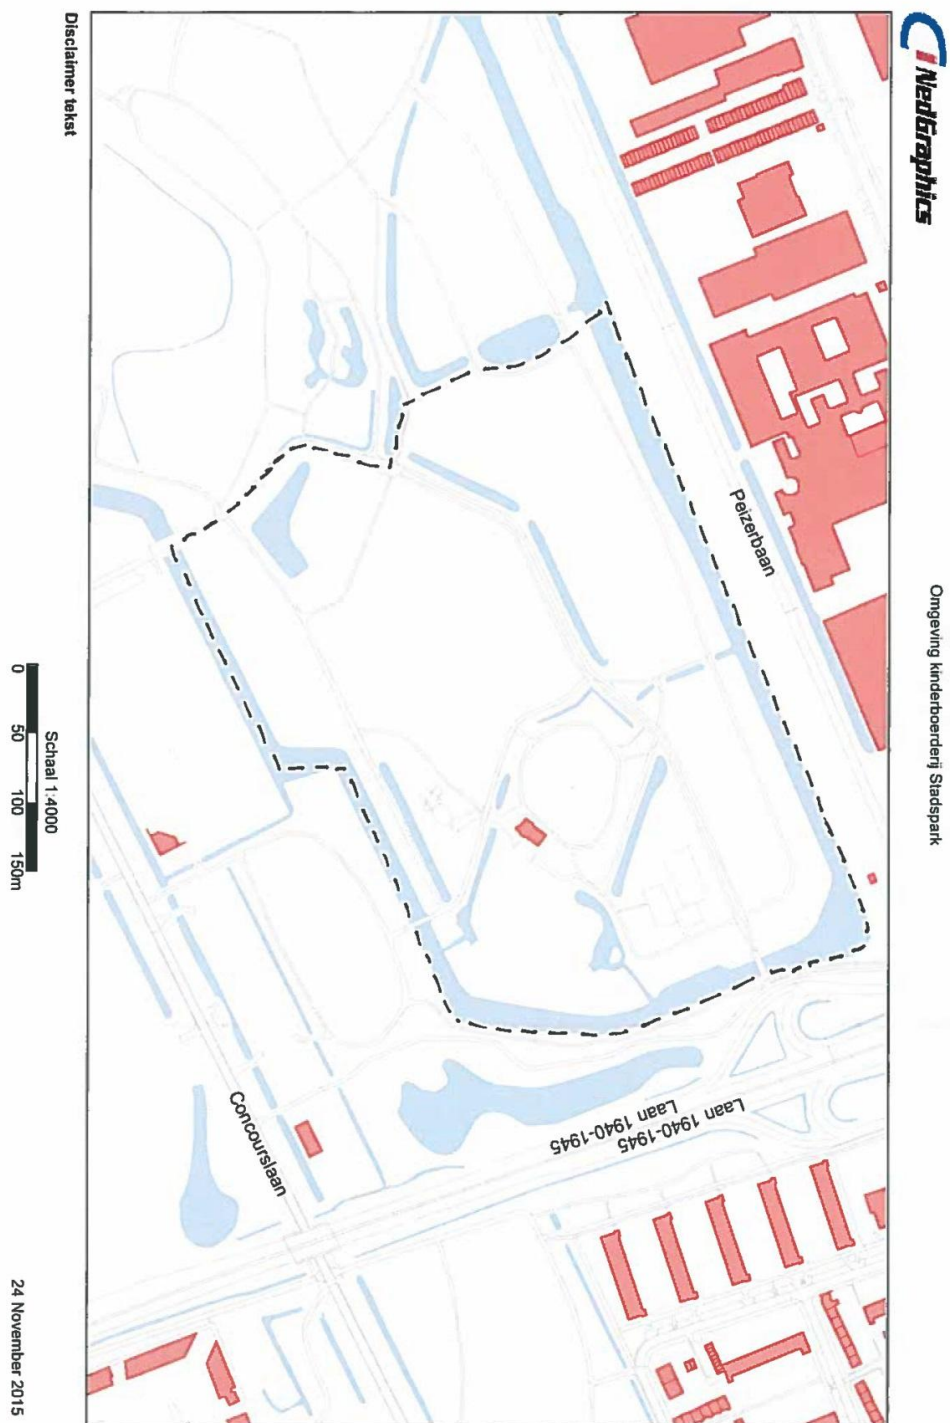 NedGraphics
Omgeving kinderboerderij Stadspark
Peizerbaan
Laan 1940-1945
Laan 1940-1945
Concourslaan
Disclaimer tekst
Schaal 1:4000
0 50 100 150m
24 November 2015